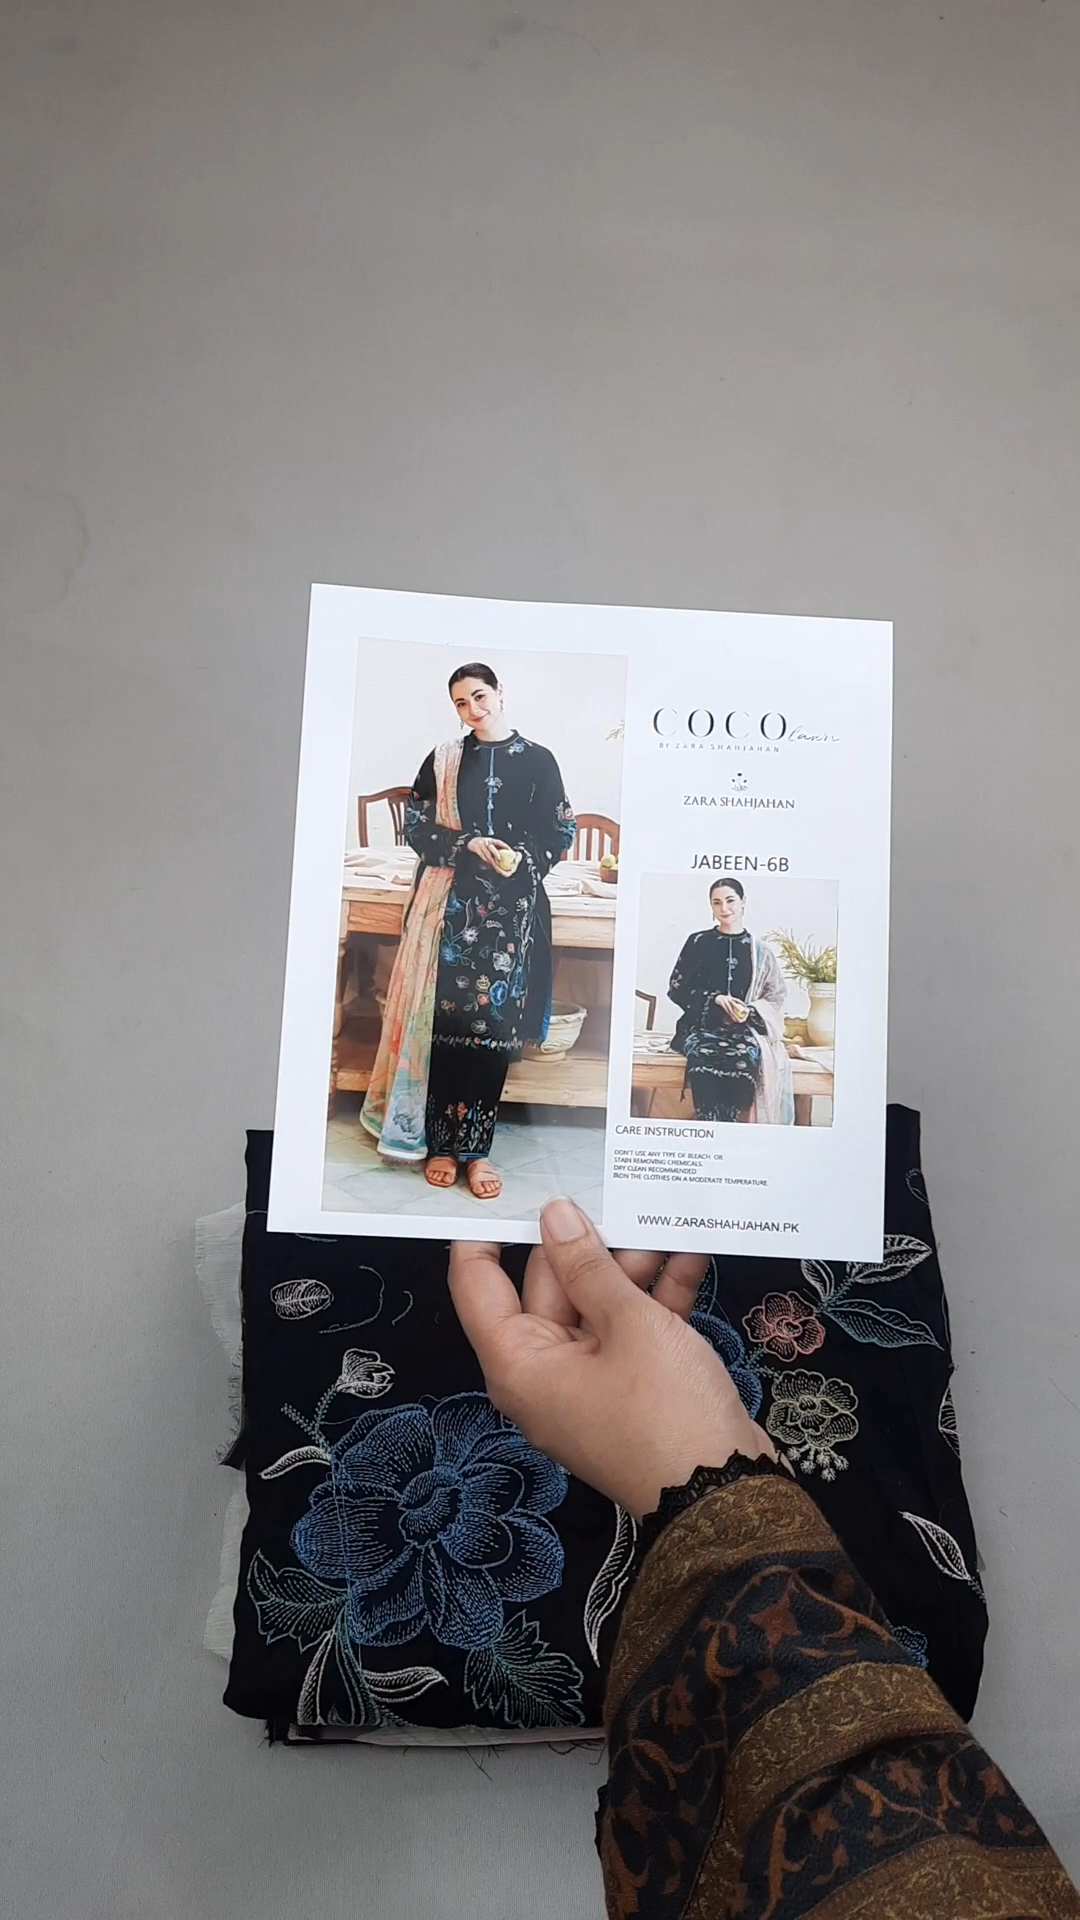 COCO lawn
BY ZARA SHAHJAHAN
ZARA SHAHJAHAN
JABEEN-6B
CARE INSTRUCTION
DON'T USE ANY TYPE OF BLEACH OR
STAIN REMOVING CHEMICALS.
DRY CLEAN RECOMMENDED
IRON THE CLOTHES ON A MODERATE TEMPERATURE.
WWW.ZARASHAHJAHAN.PK